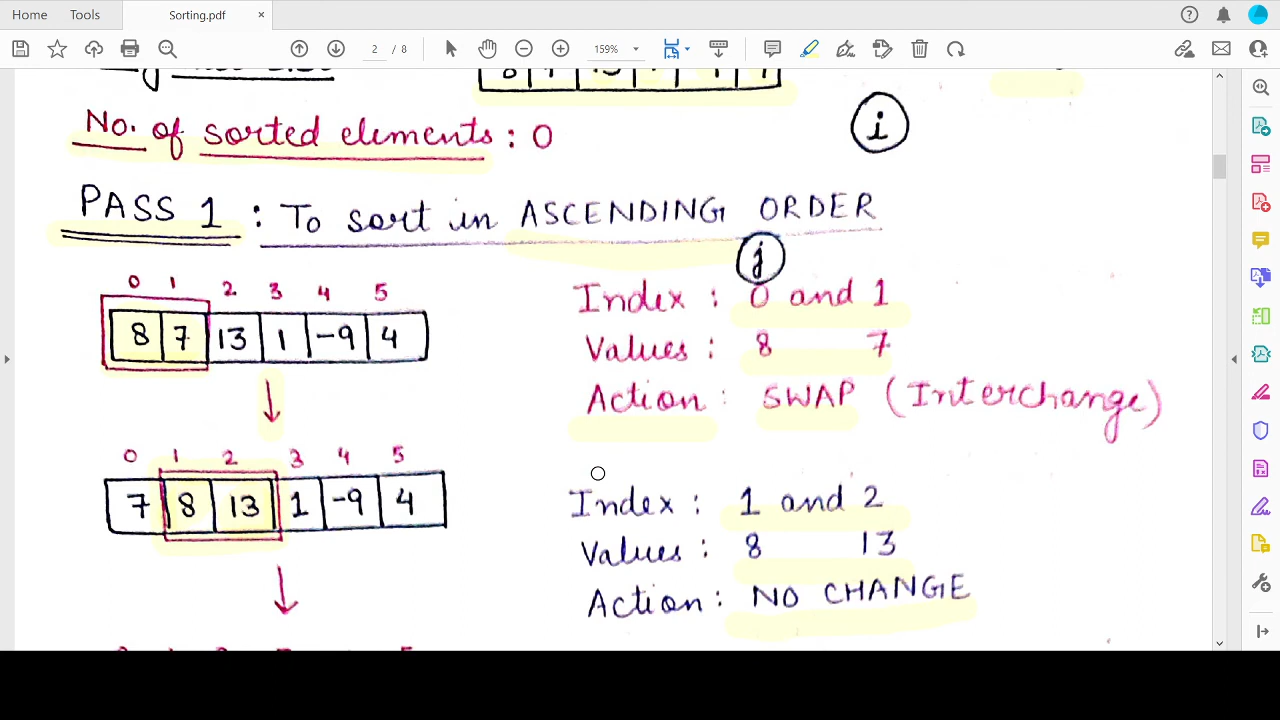 Home Tools Sorting.pdf ×
2 / 8 159%
No. of sorted elements : 0
i
PASS 1 : To sort in ASCENDING ORDER
j
0 1 2 3 4 5
8 7 13 1 -9 4
Index : 0 and 1
Values : 8 7
Action : SWAP (Interchange)
0 1 2 3 4 5
7 8 13 1 -9 4
Index : 1 and 2
Values : 8 13
Action : NO CHANGE